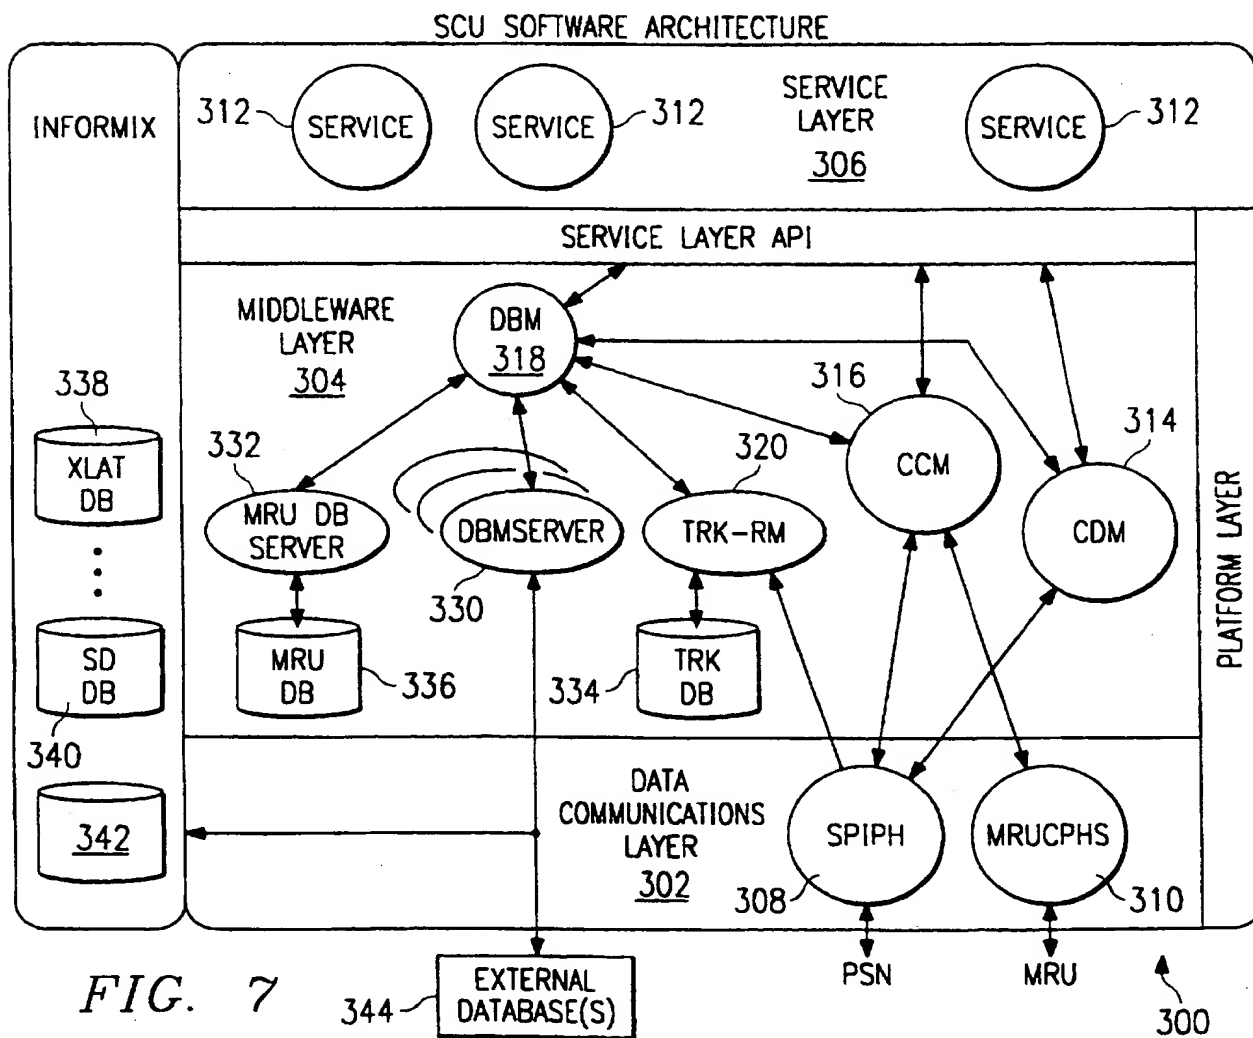 SCU SOFTWARE ARCHITECTURE
INFORMIX
312
SERVICE
SERVICE
312
SERVICE
LAYER
306
SERVICE
312
SERVICE LAYER API
MIDDLEWARE
LAYER
304
DBM
318
316
CCM
314
CDM
PLATFORM LAYER
338
XLAT
DB
332
MRU DB
SERVER
DBMSERVER
330
320
TRK-RM
SD
DB
340
MRU
DB
336
334
TRK
DB
342
DATA
COMMUNICATIONS
LAYER
302
SPIPH
308
MRUCPHS
310
PSN
MRU
300
FIG. 7
344
EXTERNAL
DATABASE(S)